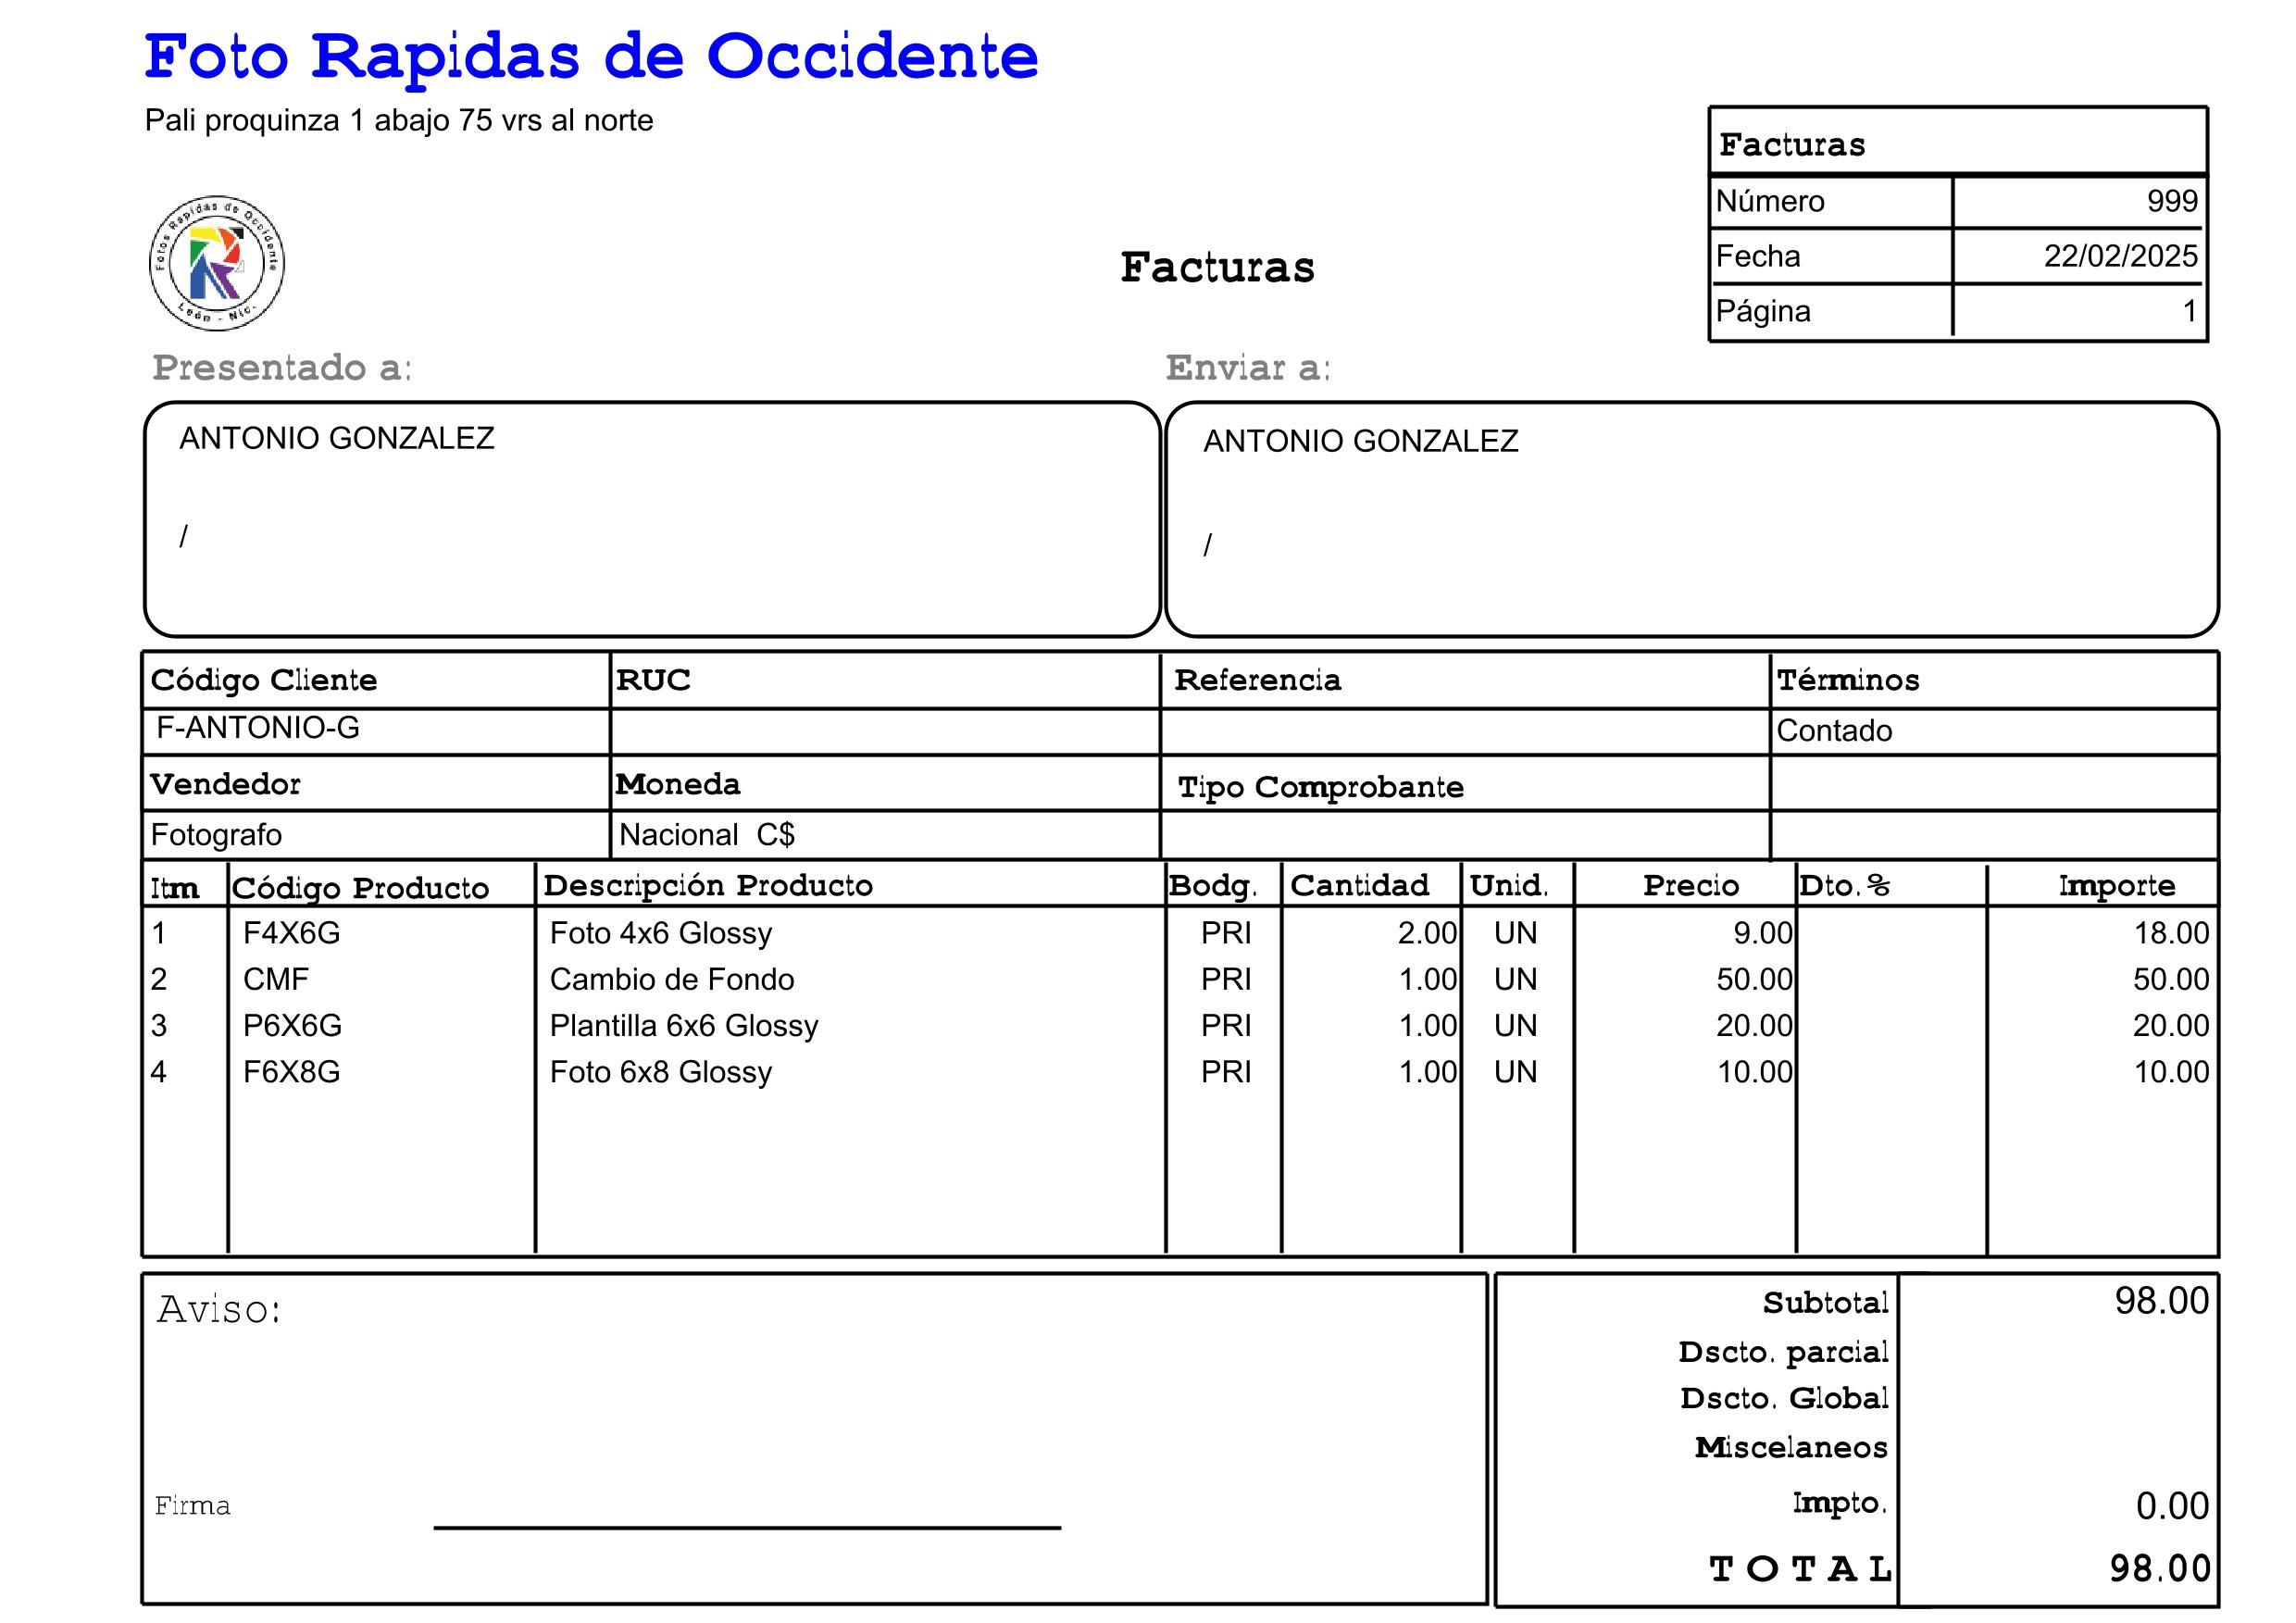 Foto Rapidas de Occidente
Pali proquinza 1 abajo 75 vrs al norte
Facturas
Número 999
Fecha 22/02/2025
Página 1
Fotos Rapidas de Occidente
León - Nic.
Facturas
Presentado a: Enviar a:
ANTONIO GONZALEZ ANTONIO GONZALEZ
/ /
Código Cliente RUC Referencia Términos
F-ANTONIO-G Contado
Vendedor Moneda Tipo Comprobante
Fotografo Nacional C$
Itm Código Producto Descripción Producto Bodg. Cantidad Unid. Precio Dto.% Importe
1 F4X6G Foto 4x6 Glossy PRI 2.00 UN 9.00 18.00
2 CMF Cambio de Fondo PRI 1.00 UN 50.00 50.00
3 P6X6G Plantilla 6x6 Glossy PRI 1.00 UN 20.00 20.00
4 F6X8G Foto 6x8 Glossy PRI 1.00 UN 10.00 10.00
Aviso:
Subtotal 98.00
Dscto. parcial
Dscto. Global
Miscelaneos
Firma
Impto. 0.00
TOTAL 98.00